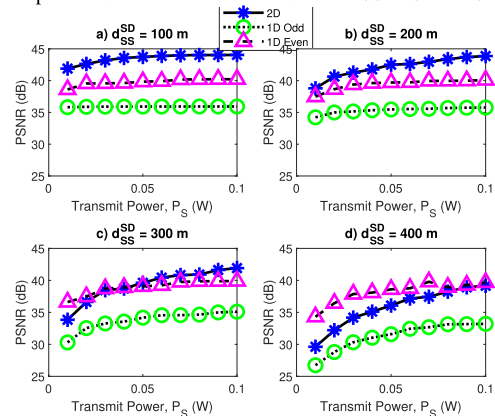 2D
1D Odd
1D Even
a) d_SS^SD = 100 m
PSNR (dB)
45
40
35
30
25
0
0.05
0.1
Transmit Power, P_S (W)
b) d_SS^SD = 200 m
PSNR (dB)
45
40
35
30
25
0
0.05
0.1
Transmit Power, P_S (W)
c) d_SS^SD = 300 m
PSNR (dB)
45
40
35
30
25
0
0.05
0.1
Transmit Power, P_S (W)
d) d_SS^SD = 400 m
PSNR (dB)
45
40
35
30
25
0
0.05
0.1
Transmit Power, P_S (W)